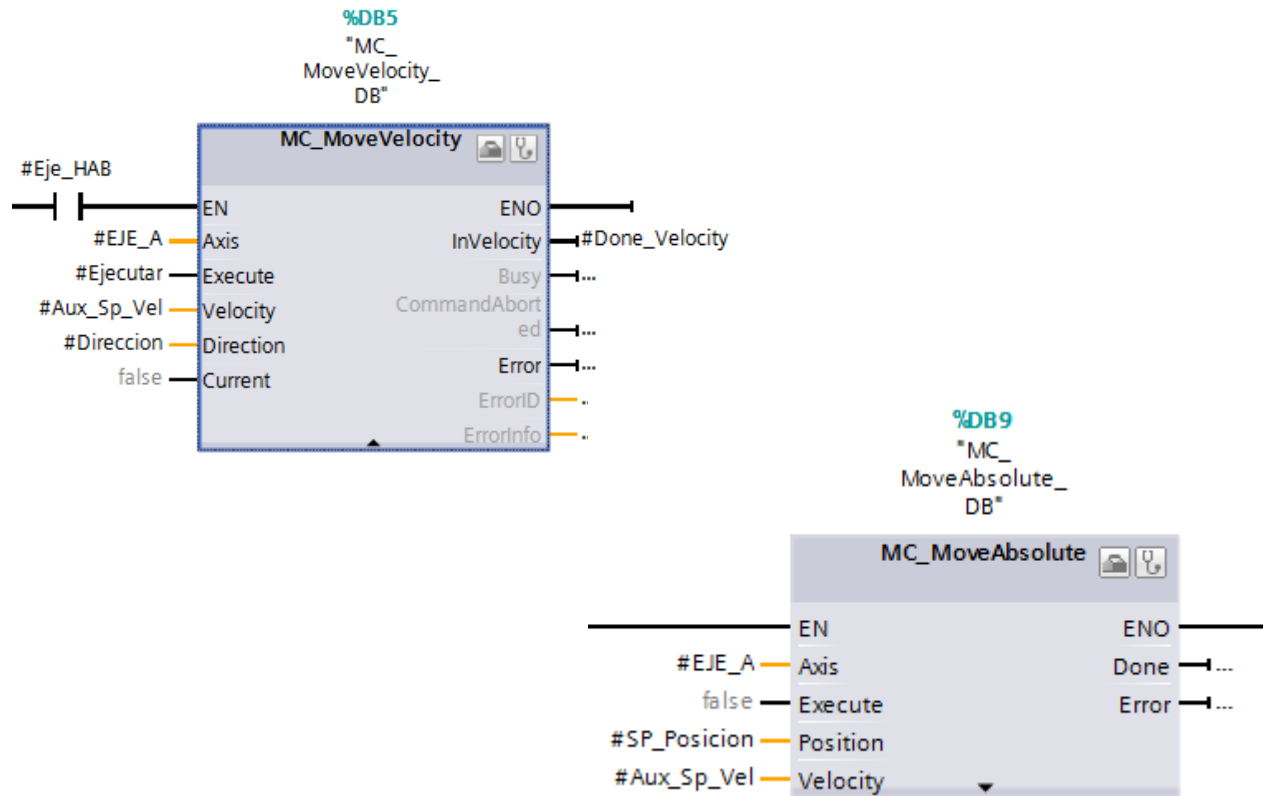 %DB5
"MC_
MoveVelocity_
DB"
MC_MoveVelocity
#Eje_HAB
EN ENO
#EJE_A Axis InVelocity #Done_Velocity
#Ejecutar Execute Busy ...
#Aux_Sp_Vel Velocity CommandAbort
ed ...
#Direccion Direction
Error ...
false Current
ErrorID ..
ErrorInfo ..
%DB9
"MC_
MoveAbsolute_
DB"
MC_MoveAbsolute
EN ENO
#EJE_A Axis Done ...
false Execute Error ...
#SP_Posicion Position
#Aux_Sp_Vel Velocity